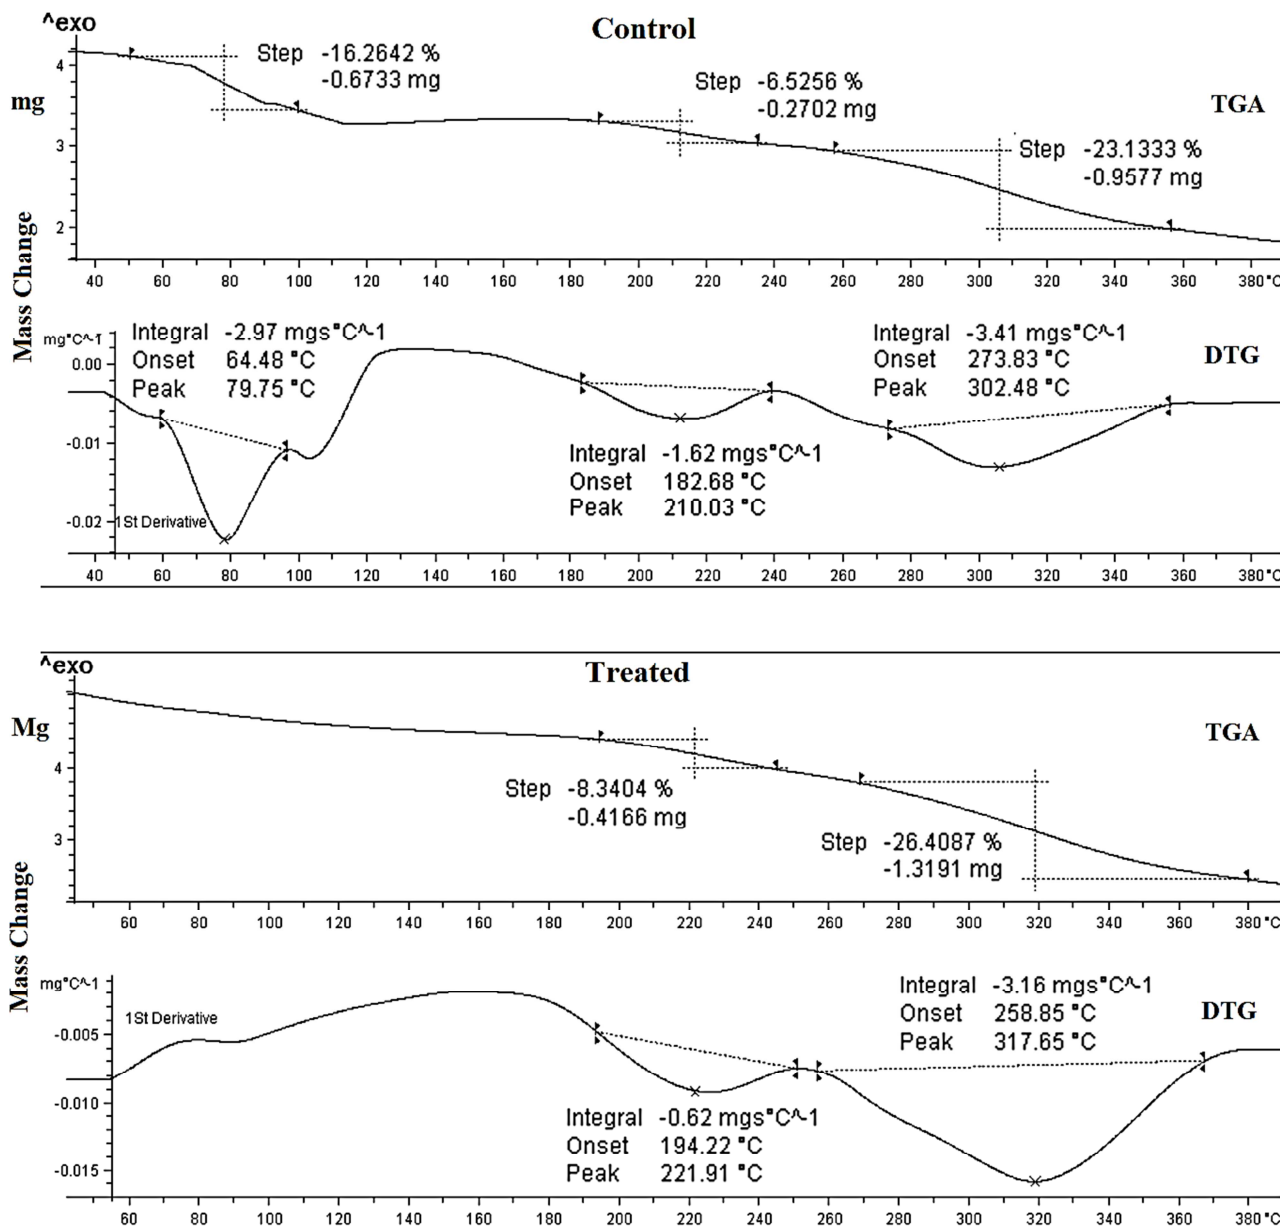 ^exo
Control
Step -16.2642 %
-0.6733 mg
Step -6.5256 %
-0.2702 mg
Step -23.1333 %
-0.9577 mg
mg
TGA
4
3
2
40 60 80 100 120 140 160 180 200 220 240 260 280 300 320 340 360 380°C
Mass Change
mg°C^-1
0.00
-0.01
-0.02
1St Derivative
Integral -2.97 mgs°C^-1
Onset 64.48 °C
Peak 79.75 °C
Integral -1.62 mgs°C^-1
Onset 182.68 °C
Peak 210.03 °C
Integral -3.41 mgs°C^-1
Onset 273.83 °C
Peak 302.48 °C
DTG
40 60 80 100 120 140 160 180 200 220 240 260 280 300 320 340 360 380°C
^exo
Treated
Mg
TGA
4
3
Step -8.3404 %
-0.4166 mg
Step -26.4087 %
-1.3191 mg
60 80 100 120 140 160 180 200 220 240 260 280 300 320 340 360 380°C
Mass Change
mg°C^-1
-0.005
-0.010
-0.015
1St Derivative
Integral -0.62 mgs°C^-1
Onset 194.22 °C
Peak 221.91 °C
Integral -3.16 mgs°C^-1
Onset 258.85 °C
Peak 317.65 °C
DTG
60 80 100 120 140 160 180 200 220 240 260 280 300 320 340 360 380°C